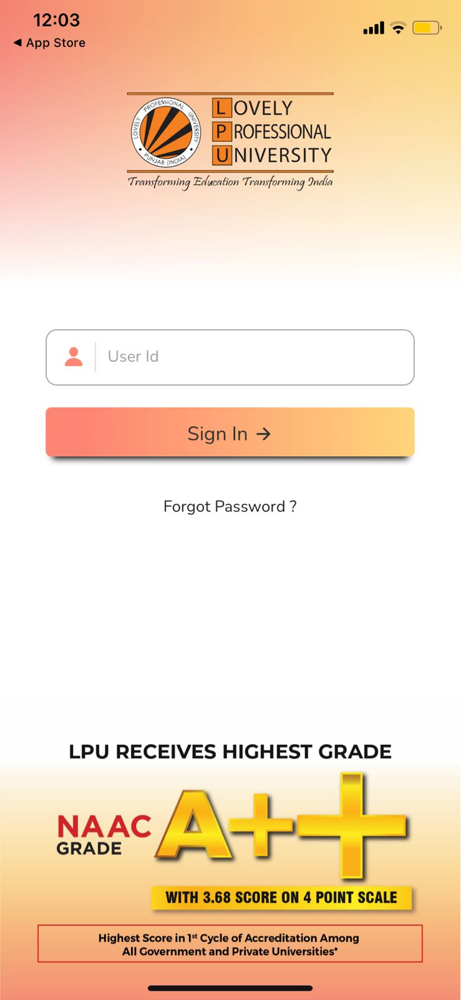 12:03
◀ App Store
LOVELY PROFESSIONAL UNIVERSITY
PUNJAB [INDIA]
LOVELY
PROFESSIONAL
UNIVERSITY
Transforming Education Transforming India
User Id
Sign In →
Forgot Password ?
LPU RECEIVES HIGHEST GRADE
NAAC
GRADE
A++
WITH 3.68 SCORE ON 4 POINT SCALE
Highest Score in 1st Cycle of Accreditation Among
All Government and Private Universities*